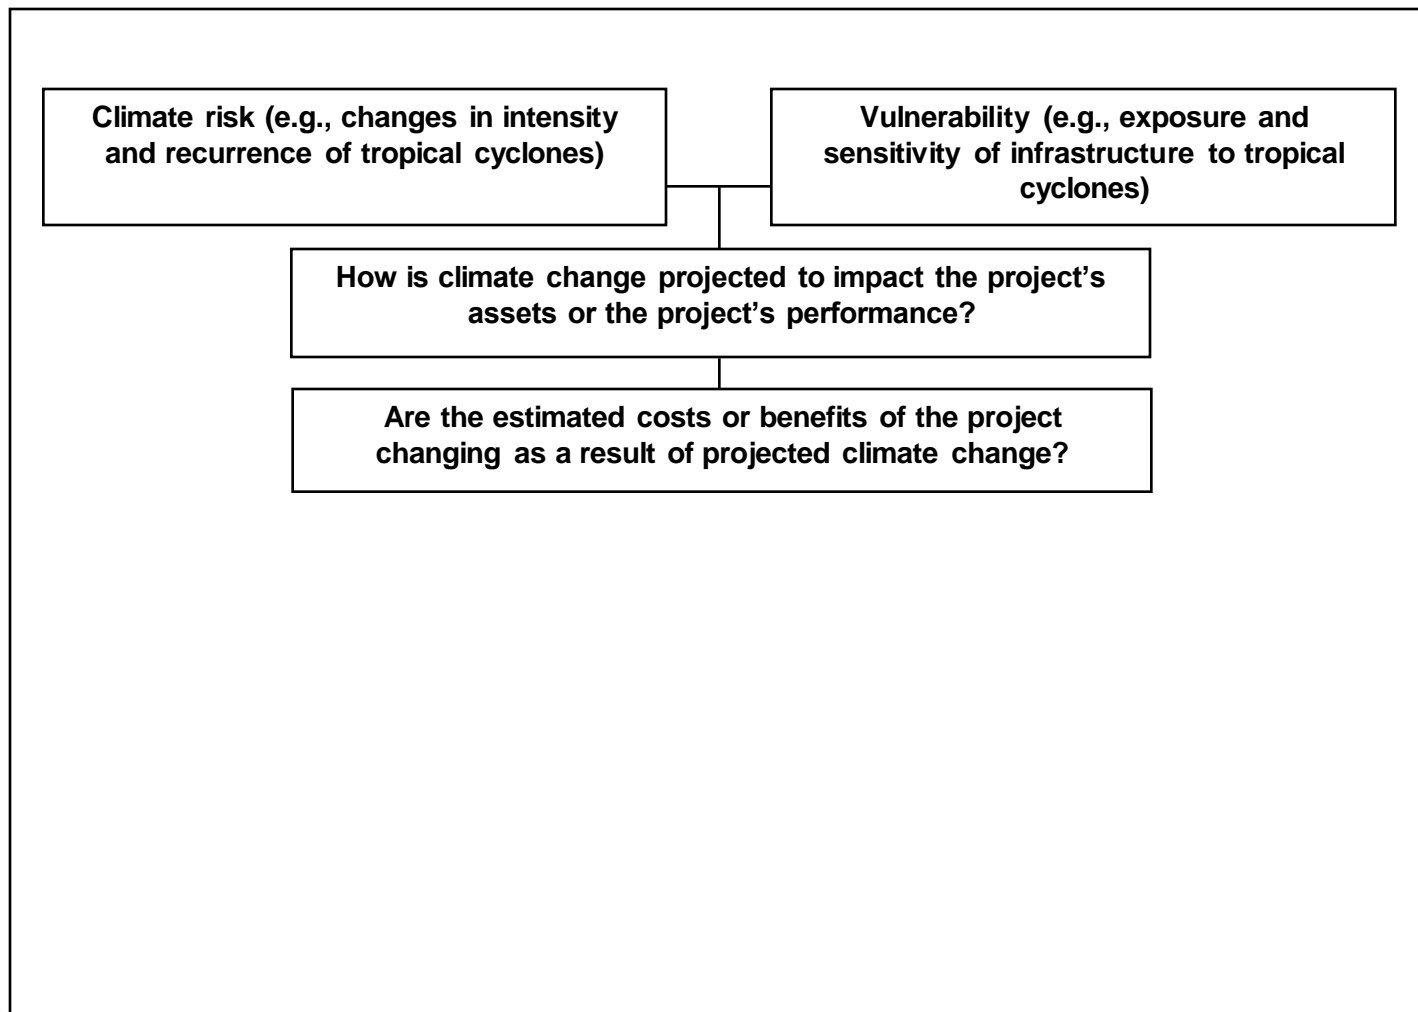 Climate risk (e.g., changes in intensity
and recurrence of tropical cyclones)
Vulnerability (e.g., exposure and
sensitivity of infrastructure to tropical
cyclones)
How is climate change projected to impact the project’s
assets or the project’s performance?
Are the estimated costs or benefits of the project
changing as a result of projected climate change?